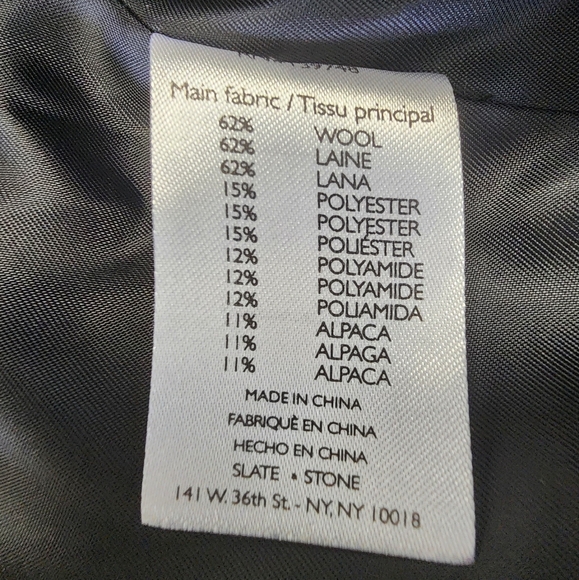 Main fabric / Tissu principal
62% WOOL
62% LAINE
62% LANA
15% POLYESTER
15% POLYESTER
15% POLIÉSTER
12% POLYAMIDE
12% POLYAMIDE
12% POLIAMIDA
11% ALPACA
11% ALPAGA
11% ALPACA
MADE IN CHINA
FABRIQUÈ EN CHINA
HECHO EN CHINA
SLATE • STONE
141 W. 36th St. - NY, NY 10018